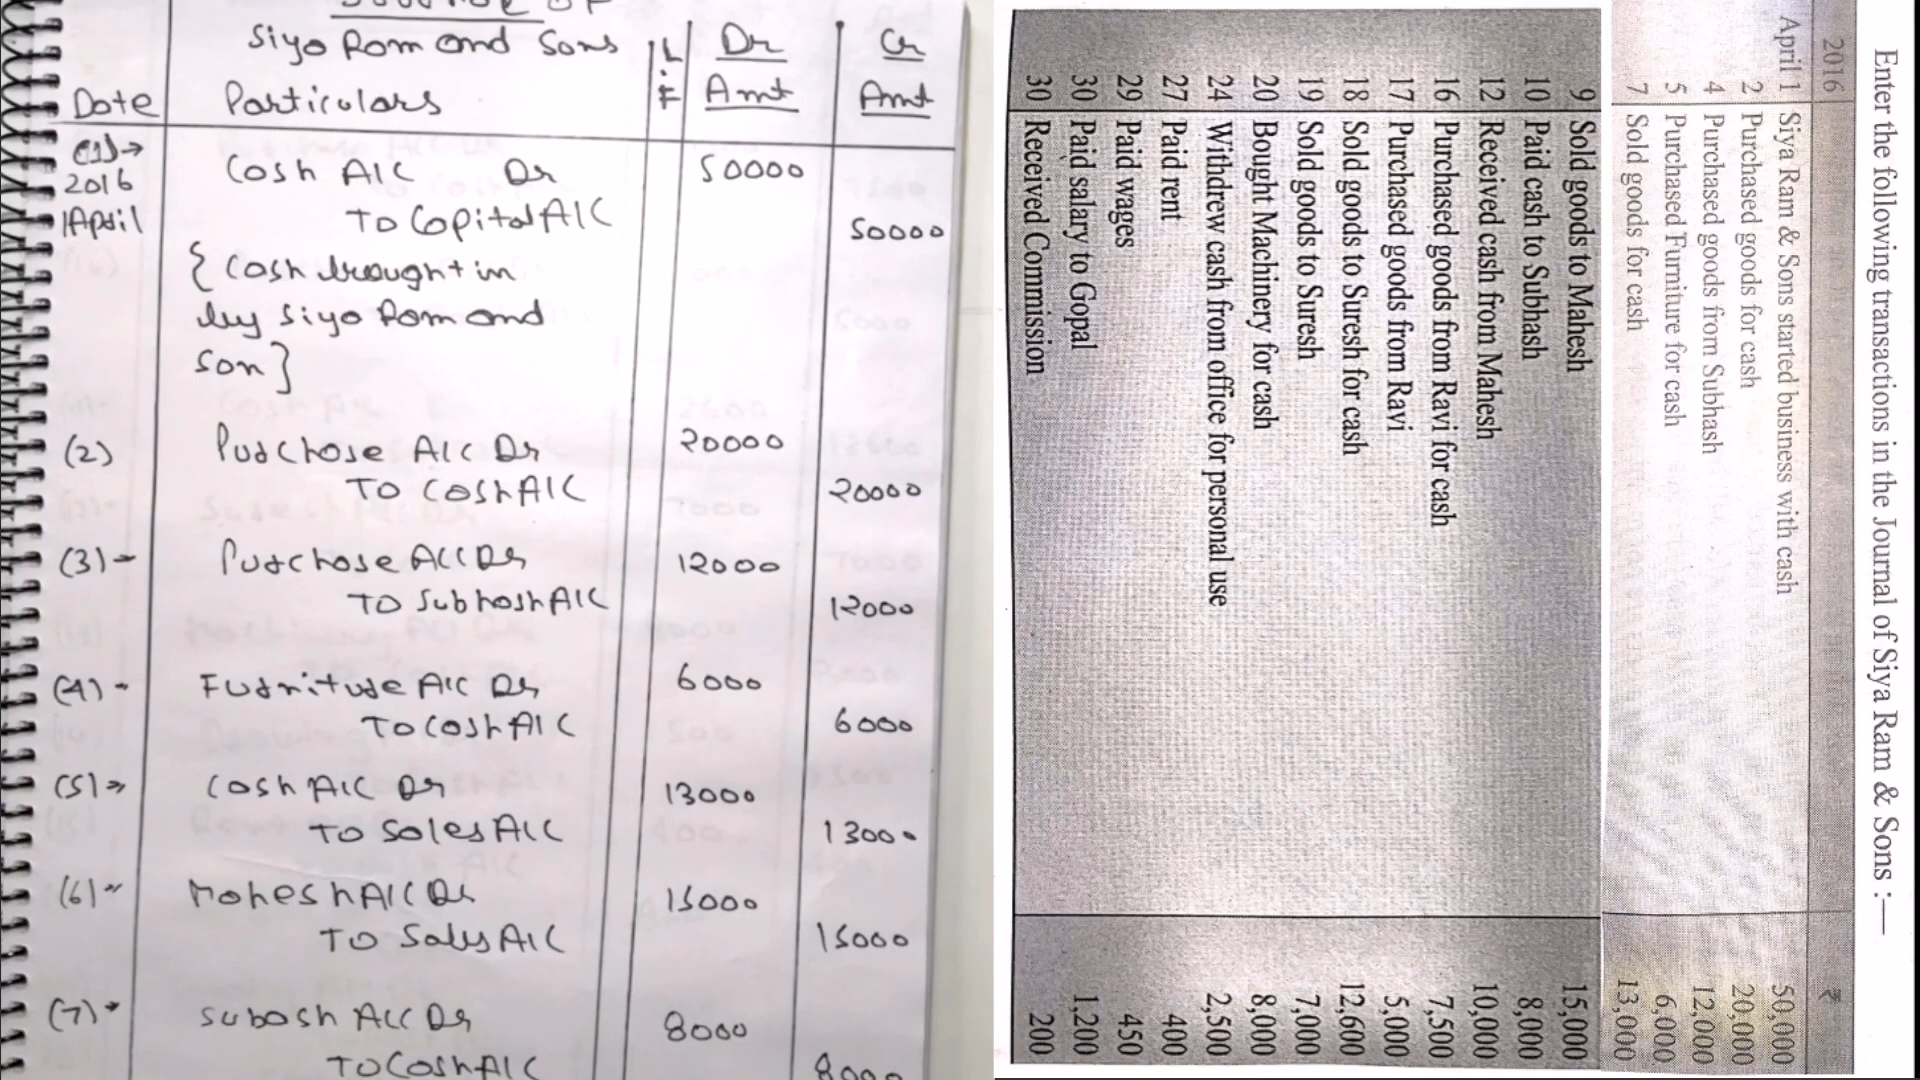 Siya Ram and Sons
Date Particulars L.F Dr Amt Cr Amt
(1)→
2016
1April
Cash A/C Dr 50000
To Capital A/C 50000
{ Cash brought in
by Siya Ram and
son }
(2) Purchase A/C Dr 20000
To Cash A/C 20000
(3)- Purchase A/C Dr 12000
To Subhash A/C 12000
(4)- Furniture A/C Dr 6000
To Cash A/C 6000
(5)- Cash A/C Dr 13000
To Sales A/C 13000
(6)- Mahesh A/C Dr 15000
To Sales A/C 15000
(7)- Subash A/C Dr 8000
To Cash A/C 8000
Enter the following transactions in the Journal of Siya Ram & Sons :—
2016 ₹
April 1 Siya Ram & Sons started business with cash 50,000
2 Purchased goods for cash 20,000
4 Purchased goods from Subhash 12,000
5 Purchased Furniture for cash 6,000
7 Sold goods for cash 13,000
9 Sold goods to Mahesh 15,000
10 Paid cash to Subhash 8,000
12 Received cash from Mahesh 10,000
16 Purchased goods from Ravi for cash 7,500
17 Purchased goods from Ravi 5,000
18 Sold goods to Suresh for cash 12,600
19 Sold goods to Suresh 7,000
20 Bought Machinery for cash 8,000
24 Withdrew cash from office for personal use 2,500
27 Paid rent 400
29 Paid wages 450
30 Paid salary to Gopal 1,200
30 Received Commission 200